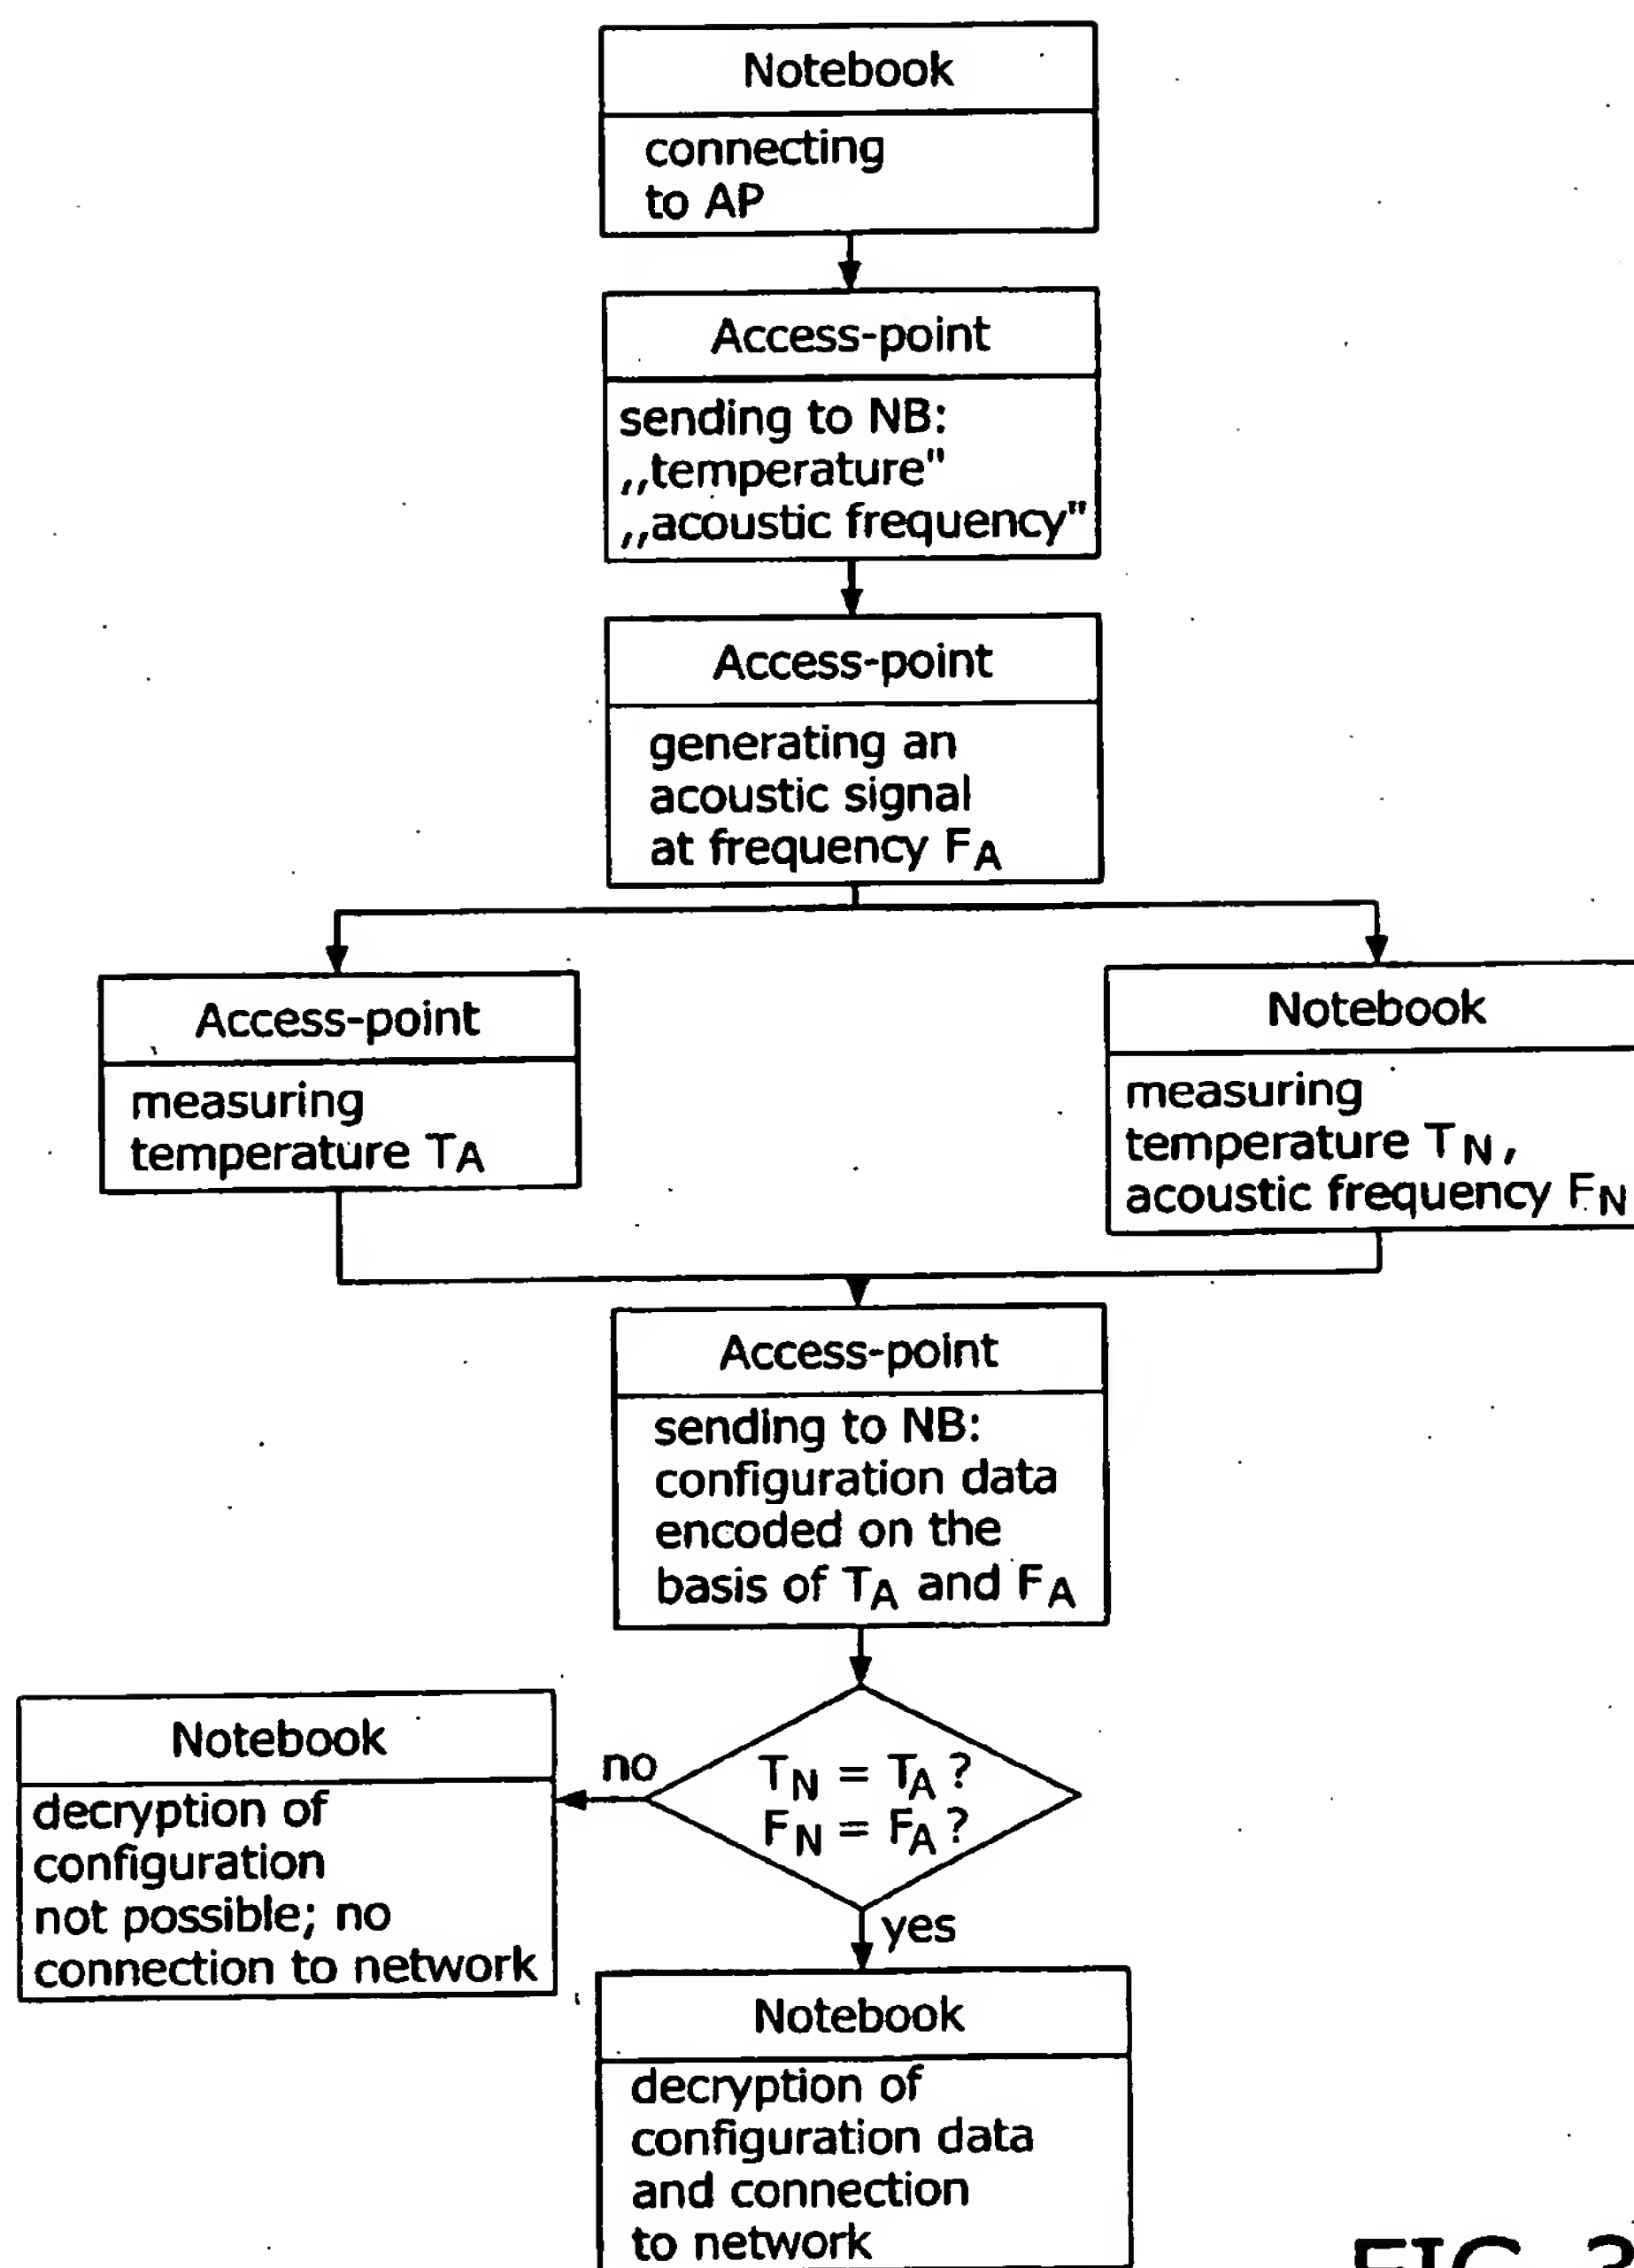 Notebook
connecting
to AP
Access-point
sending to NB:
,,temperature"
,,acoustic frequency"
Access-point
generating an
acoustic signal
at frequency FA
Access-point
measuring
temperature TA
Notebook
measuring
temperature TN,
acoustic frequency FN
Access-point
sending to NB:
configuration data
encoded on the
basis of TA and FA
TN = TA?
FN = FA?
no
Notebook
decryption of
configuration
not possible; no
connection to network
yes
Notebook
decryption of
configuration data
and connection
to network
FIG. 3